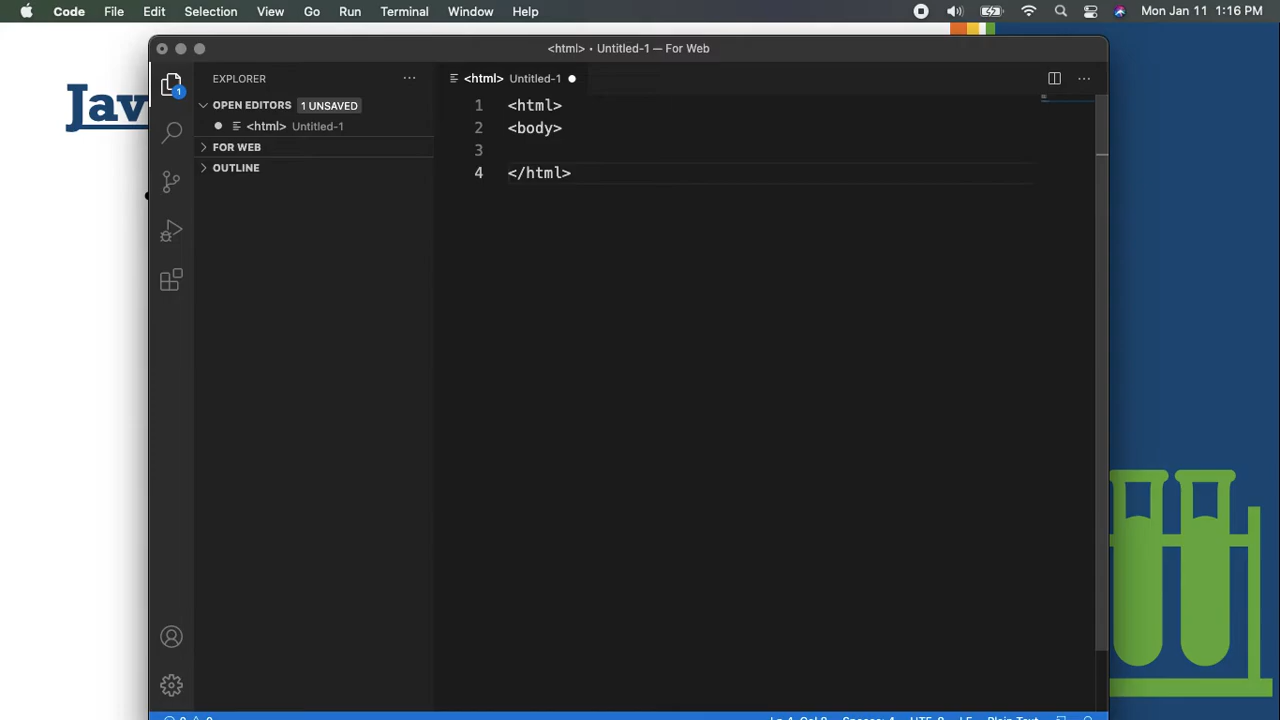 Code File Edit Selection View Go Run Terminal Window Help Mon Jan 11 1:16 PM
<html> • Untitled-1 — For Web
Jav
EXPLORER
OPEN EDITORS 1 UNSAVED
<html> Untitled-1
FOR WEB
OUTLINE
1
<html> Untitled-1
1 <html>
2 <body>
3
4 </html>